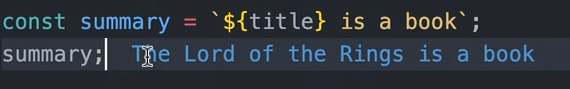 const summary = `${title} is a book`;
summary; The Lord of the Rings is a book